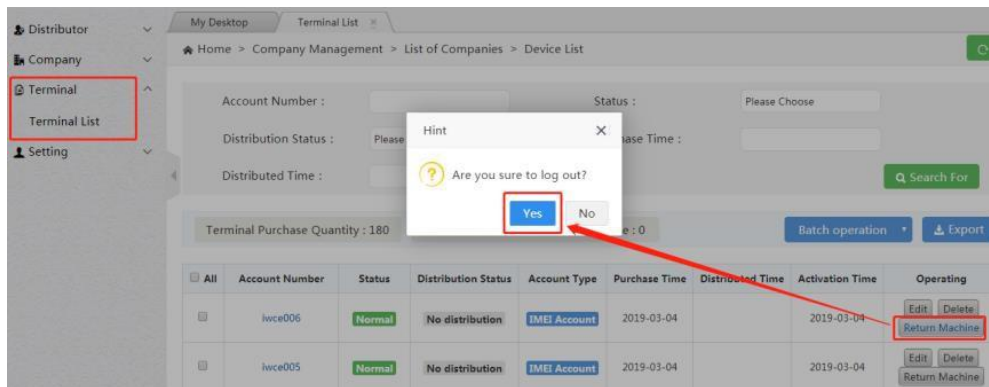 Distributor
Company
Terminal
Terminal List
Setting
My Desktop Terminal List
Home > Company Management > List of Companies > Device List
Account Number : Status : Please Choose
Distribution Status : Please hase Time :
Distributed Time : Search For
Hint
Are you sure to log out?
Yes No
Terminal Purchase Quantity : 180 e : 0 Batch operation Export
All Account Number Status Distribution Status Account Type Purchase Time Distributed Time Activation Time Operating
iwce006 Normal No distribution IMEI Account 2019-03-04 2019-03-04 Edit Delete
Return Machine
iwce005 Normal No distribution IMEI Account 2019-03-04 2019-03-04 Edit Delete
Return Machine